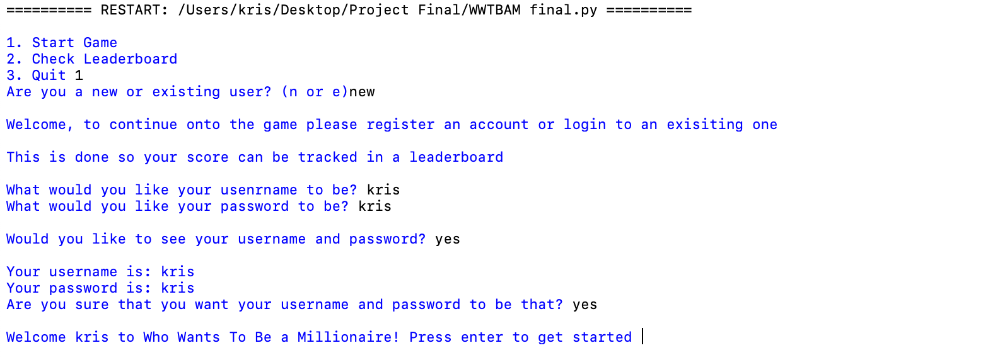 ========== RESTART: /Users/kris/Desktop/Project Final/WWTBAM final.py ==========
1. Start Game
2. Check Leaderboard
3. Quit 1
Are you a new or existing user? (n or e)new
Welcome, to continue onto the game please register an account or login to an exisiting one
This is done so your score can be tracked in a leaderboard
What would you like your usenrname to be? kris
What would you like your password to be? kris
Would you like to see your username and password? yes
Your username is: kris
Your password is: kris
Are you sure that you want your username and password to be that? yes
Welcome kris to Who Wants To Be a Millionaire! Press enter to get started